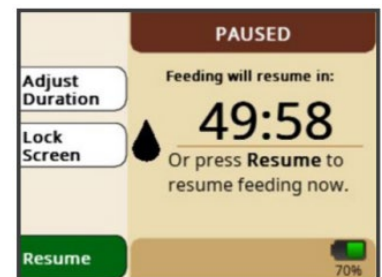 PAUSED
Adjust
Duration
Lock
Screen
Feeding will resume in:
49:58
Or press Resume to
resume feeding now.
Resume
70%